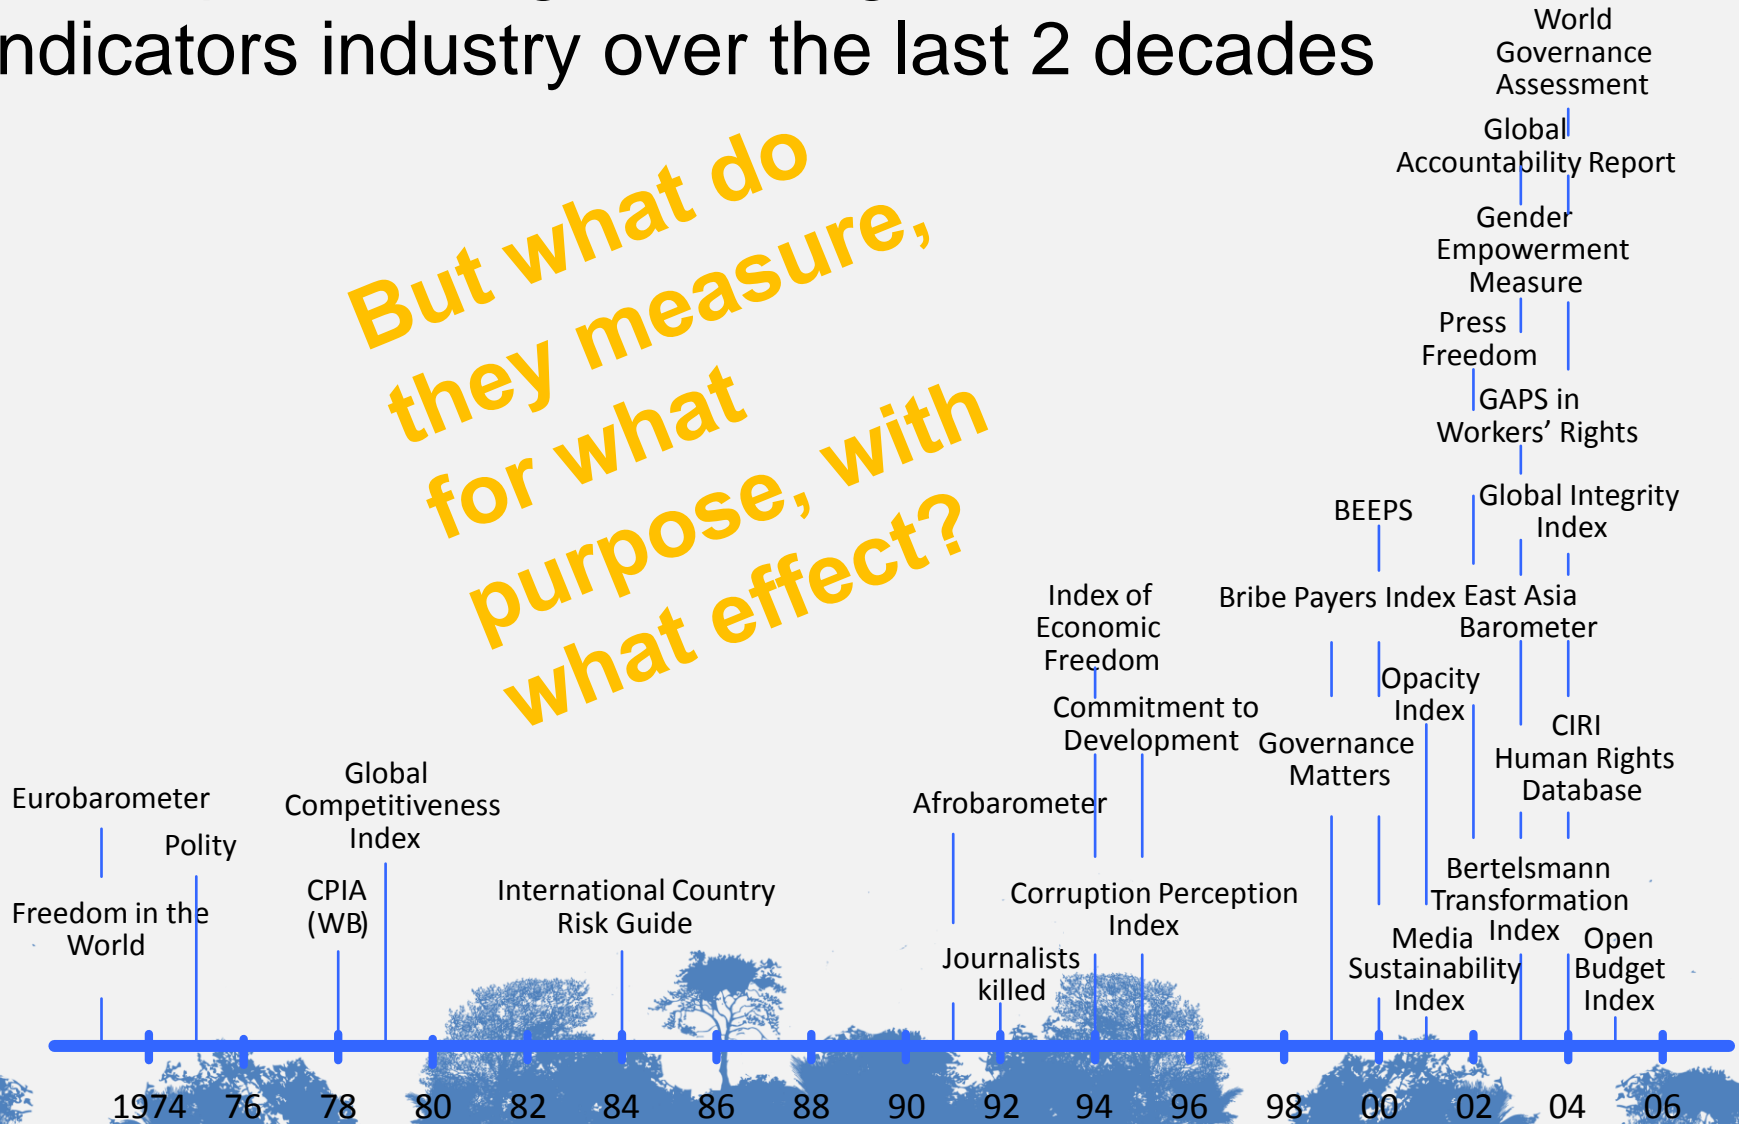 ndicators industry over the last 2 decades
But what do
they measure,
for what
purpose, with
what effect?
World
Governance
Assessment
Global
Accountability Report
Gender
Empowerment
Measure
Press
Freedom
GAPS in
Workers’ Rights
Global Integrity
Index
BEEPS
Bribe Payers Index
East Asia
Barometer
Index of
Economic
Freedom
Opacity
Index
Commitment to
Development
Governance
Matters
CIRI
Human Rights
Database
Global
Competitiveness
Index
Eurobarometer
Afrobarometer
Polity
Bertelsmann
Transformation
Index
CPIA
(WB)
International Country
Risk Guide
Corruption Perception
Index
Freedom in the
World
Media
Sustainability
Index
Open
Budget
Index
Journalists
killed
1974 76 78 80 82 84 86 88 90 92 94 96 98 00 02 04 06